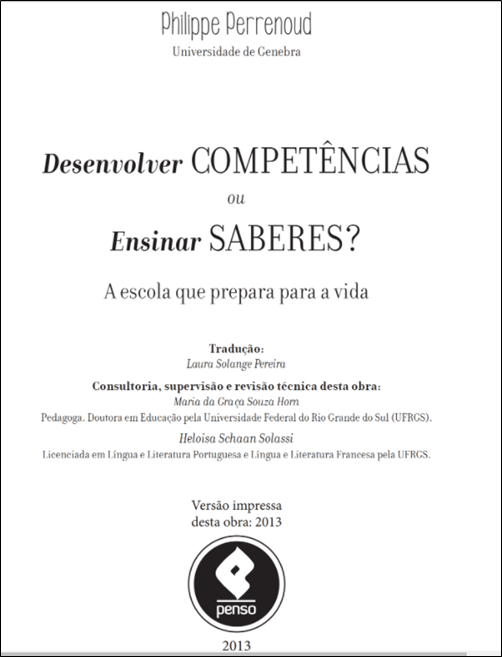 Philippe Perrenoud
Universidade de Genebra
Desenvolver COMPETÊNCIAS
ou
Ensinar SABERES?
A escola que prepara para a vida
Tradução:
Laura Solange Pereira
Consultoria, supervisão e revisão técnica desta obra:
Maria da Graça Souza Horn
Pedagoga. Doutora em Educação pela Universidade Federal do Rio Grande do Sul (UFRGS).
Heloisa Schaan Solassi
Licenciada em Língua e Literatura Portuguesa e Língua e Literatura Francesa pela UFRGS.
Versão impressa
desta obra: 2013
penso
2013